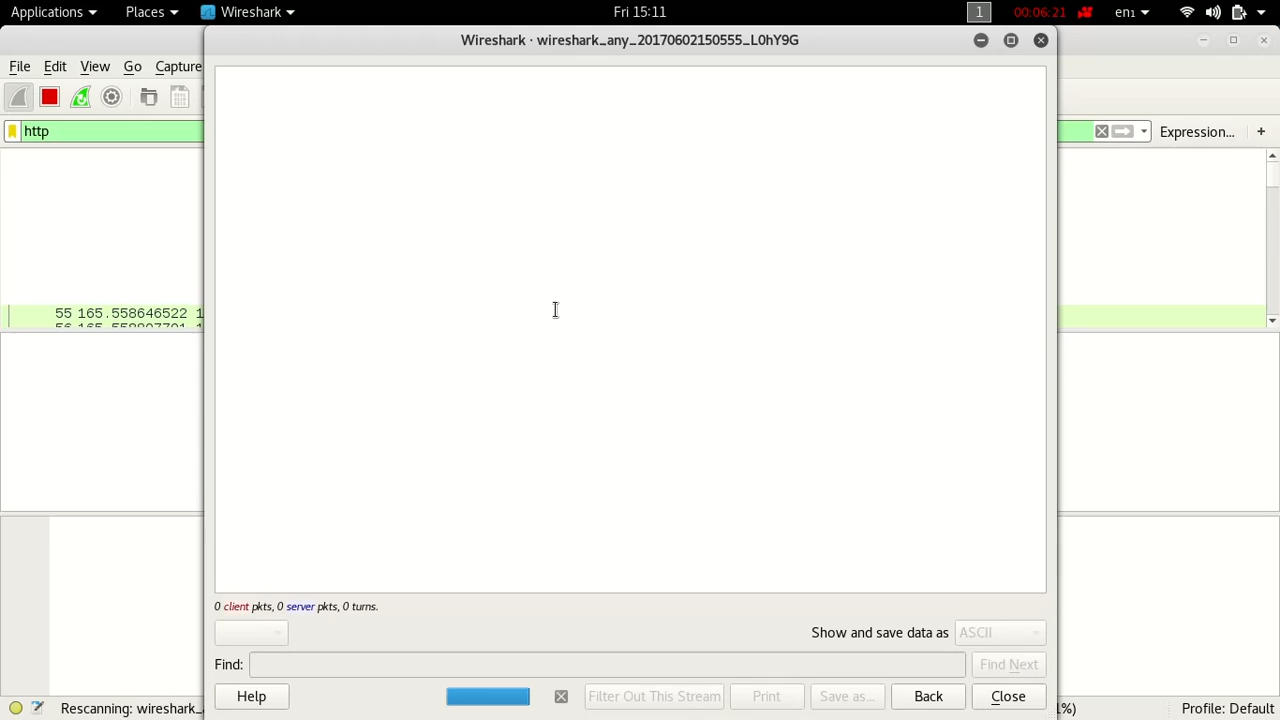 Applications Places Wireshark Fri 15:11 1 00:06:21 en₁
Wireshark · wireshark_any_20170602150555_L0hY9G
File Edit View Go Capture
http Expression... +
55 165.558646522 1
0 client pkts, 0 server pkts, 0 turns.
Show and save data as ASCII
Find: Find Next
Help Filter Out This Stream Print Save as... Back Close
Rescanning: wireshark_ 1%) Profile: Default